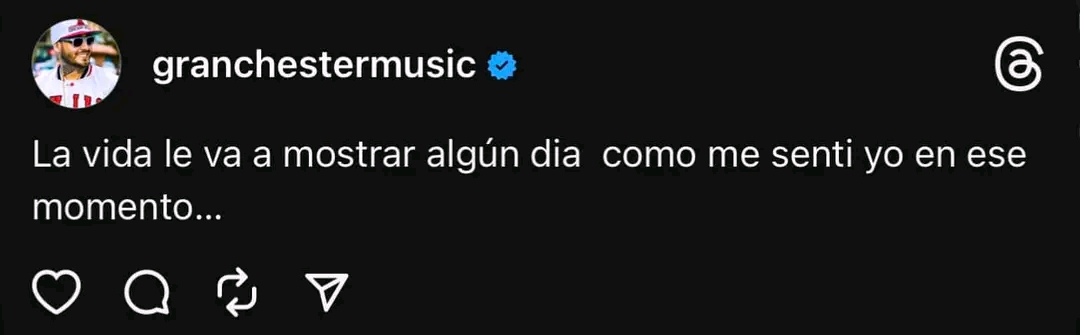 granchestermusic
La vida le va a mostrar algún dia  como me senti yo en ese
momento...